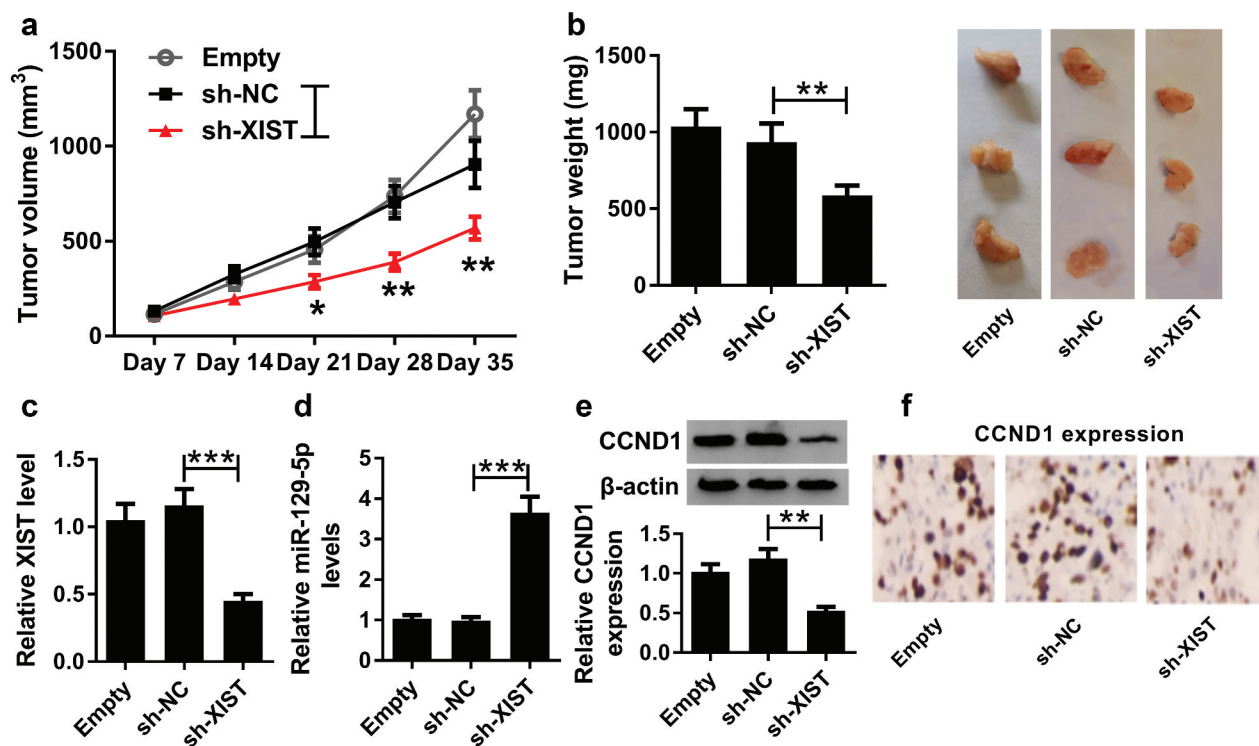 a
Tumor volume (mm³)
1500
1000
500
0
Empty
sh-NC
sh-XIST
*
**
**
Day 7 Day 14 Day 21 Day 28 Day 35
b
Tumor weight (mg)
1500
1000
500
0
**
Empty
sh-NC
sh-XIST
Empty
sh-NC
sh-XIST
c
Relative XIST level
1.5
1.0
0.5
0.0
***
Empty
sh-NC
sh-XIST
d
Relative miR-129-5p
levels
5
4
3
2
1
0
***
Empty
sh-NC
sh-XIST
e
CCND1
β-actin
Relative CCND1
expression
1.5
1.0
0.5
0.0
**
Empty
sh-NC
sh-XIST
f
CCND1 expression
Empty
sh-NC
sh-XIST